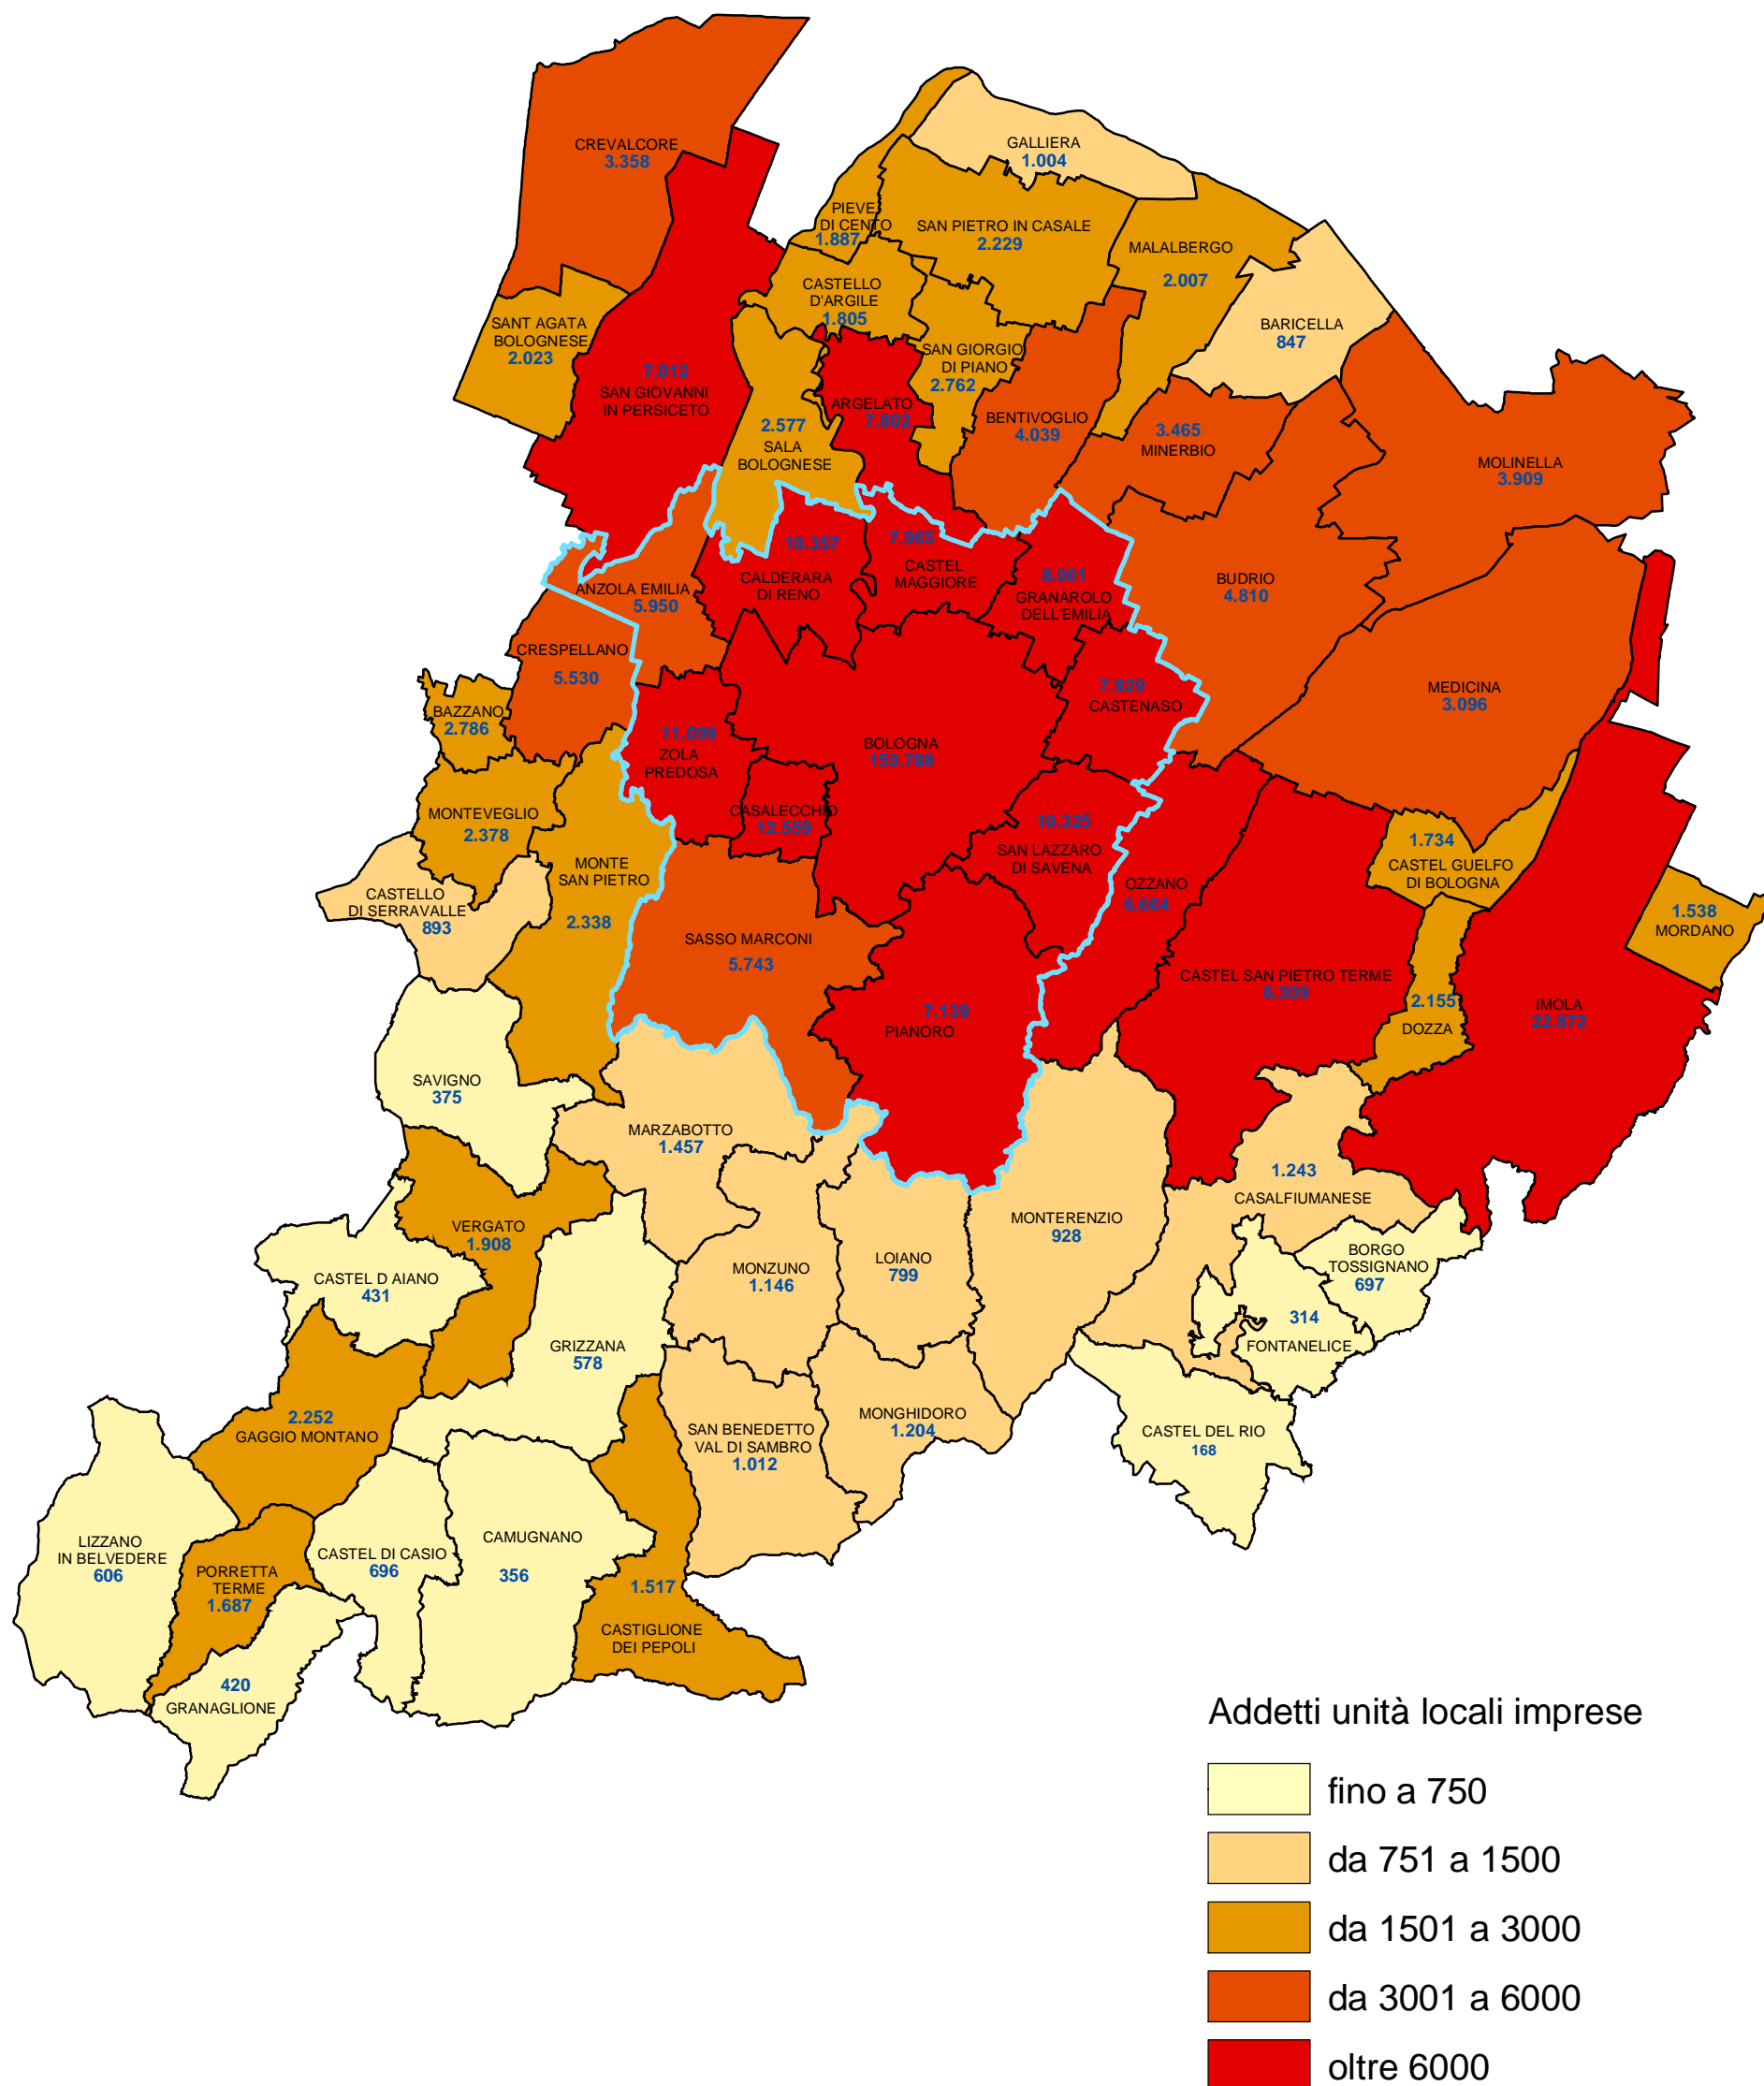 CREVALCORE
3.358
GALLIERA
1.004
PIEVE
DI CENTO
1.887
SAN PIETRO IN CASALE
2.229
MALALBERGO
2.007
CASTELLO
D'ARGILE
1.805
SANT AGATA
BOLOGNESE
2.023
BARICELLA
847
SAN GIORGIO
DI PIANO
2.762
7.012
SAN GIOVANNI
IN PERSICETO
ARGELATO
7.802
BENTIVOGLIO
4.039
2.577
SALA
BOLOGNESE
3.465
MINERBIO
MOLINELLA
3.909
10.357
CALDERARA
DI RENO
7.965
CASTEL
MAGGIORE
8.001
GRANAROLO
DELL'EMILIA
BUDRIO
4.810
ANZOLA EMILIA
5.950
CRESPELLANO
5.530
7.929
CASTENASO
MEDICINA
3.096
BAZZANO
2.786
11.099
ZOLA
PREDOSA
BOLOGNA
159.788
MONTEVEGLIO
2.378
CASALECCHIO
12.559
10.325
SAN LAZZARO
DI SAVENA
1.734
CASTEL GUELFO
DI BOLOGNA
MONTE
SAN PIETRO
2.338
OZZANO
6.664
CASTELLO
DI SERRAVALLE
893
1.538
MORDANO
SASSO MARCONI
5.743
CASTEL SAN PIETRO TERME
6.309
2.155
DOZZA
IMOLA
22.872
7.139
PIANORO
SAVIGNO
375
MARZABOTTO
1.457
1.243
CASALFIUMANESE
VERGATO
1.908
MONTERENZIO
928
BORGO
TOSSIGNANO
697
CASTEL D AIANO
431
MONZUNO
1.146
LOIANO
799
314
FONTANELICE
GRIZZANA
578
2.252
GAGGIO MONTANO
SAN BENEDETTO
VAL DI SAMBRO
1.012
MONGHIDORO
1.204
CASTEL DEL RIO
168
LIZZANO
IN BELVEDERE
606
PORRETTA
TERME
1.687
CASTEL DI CASIO
696
CAMUGNANO
356
1.517
CASTIGLIONE
DEI PEPOLI
420
GRANAGLIONE
Addetti unità locali imprese
fino a 750
da 751 a 1500
da 1501 a 3000
da 3001 a 6000
oltre 6000